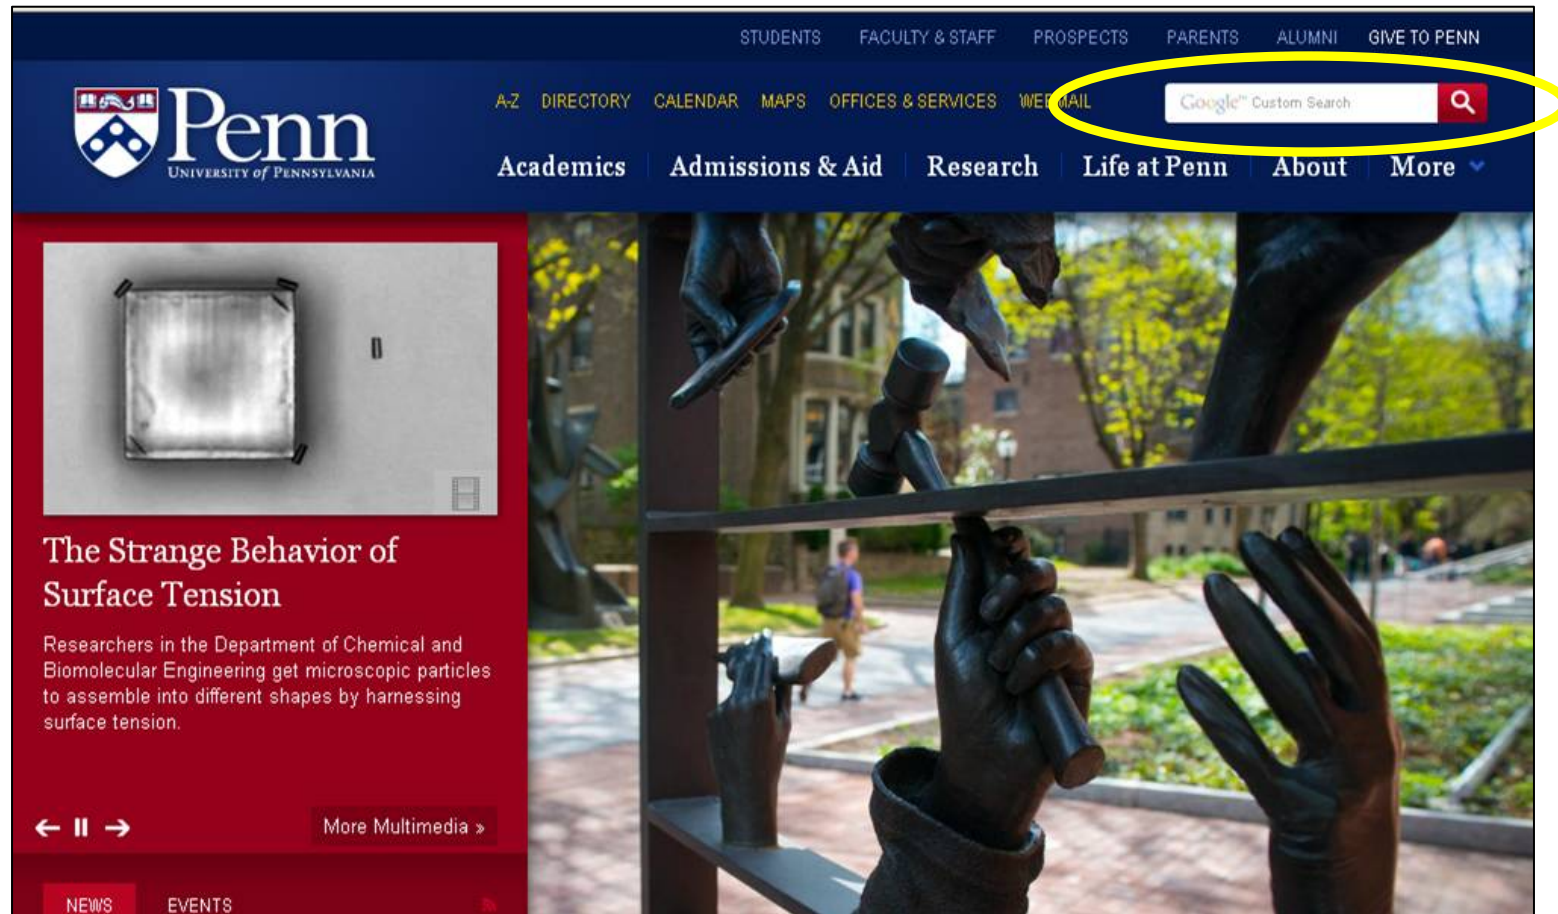 STUDENTS FACULTY & STAFF PROSPECTS PARENTS ALUMNI GIVE TO PENN
A-Z DIRECTORY CALENDAR MAPS OFFICES & SERVICES WEBMAIL
Google™ Custom Search
Penn
UNIVERSITY of PENNSYLVANIA
Academics Admissions & Aid Research Life at Penn About More
The Strange Behavior of
Surface Tension
Researchers in the Department of Chemical and
Biomolecular Engineering get microscopic particles
to assemble into different shapes by harnessing
surface tension.
More Multimedia »
NEWS EVENTS